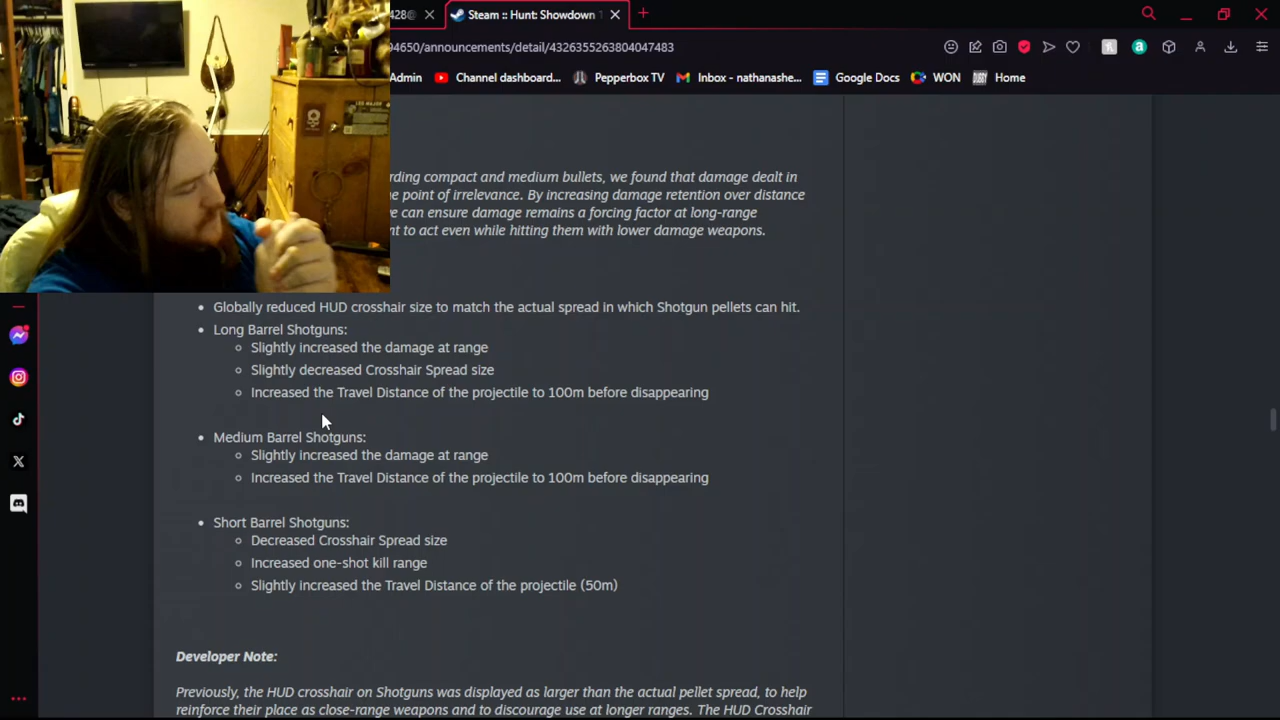 428@
Steam :: Hunt: Showdown 1
94650/announcements/detail/4326355263804047483
Admin
Channel dashboard...
Pepperbox TV
Inbox - nathanashe...
Google Docs
WON
Home
rding compact and medium bullets, we found that damage dealt in
e point of irrelevance. By increasing damage retention over distance
e can ensure damage remains a forcing factor at long-range
nt to act even while hitting them with lower damage weapons.
• Globally reduced HUD crosshair size to match the actual spread in which Shotgun pellets can hit.
• Long Barrel Shotguns:
◦ Slightly increased the damage at range
◦ Slightly decreased Crosshair Spread size
◦ Increased the Travel Distance of the projectile to 100m before disappearing
• Medium Barrel Shotguns:
◦ Slightly increased the damage at range
◦ Increased the Travel Distance of the projectile to 100m before disappearing
• Short Barrel Shotguns:
◦ Decreased Crosshair Spread size
◦ Increased one-shot kill range
◦ Slightly increased the Travel Distance of the projectile (50m)
Developer Note:
Previously, the HUD crosshair on Shotguns was displayed as larger than the actual pellet spread, to help
reinforce their place as close-range weapons and to discourage use at longer ranges. The HUD Crosshair